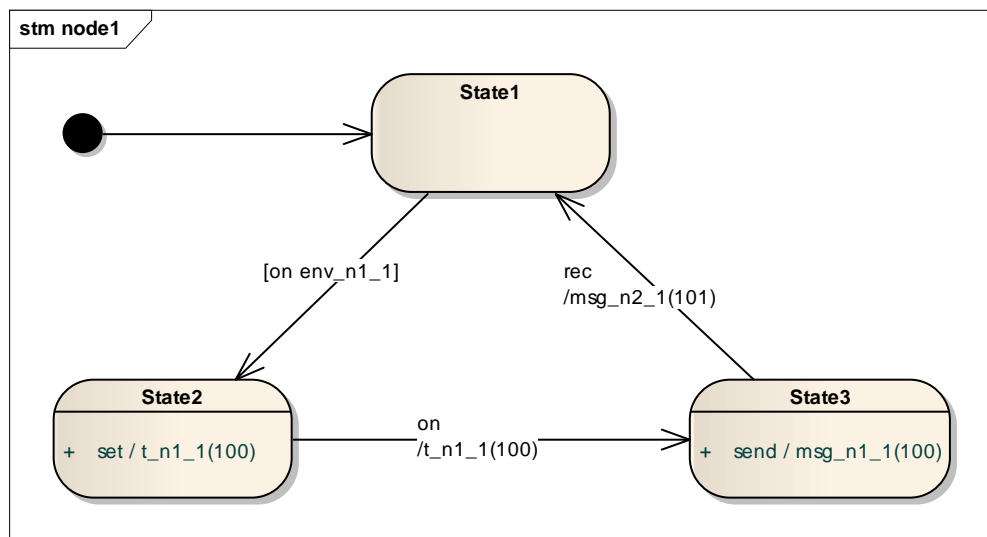 stm node1
State1
[on env_n1_1]
rec
/msg_n2_1(101)
State2
+ set / t_n1_1(100)
on
/t_n1_1(100)
State3
+ send / msg_n1_1(100)